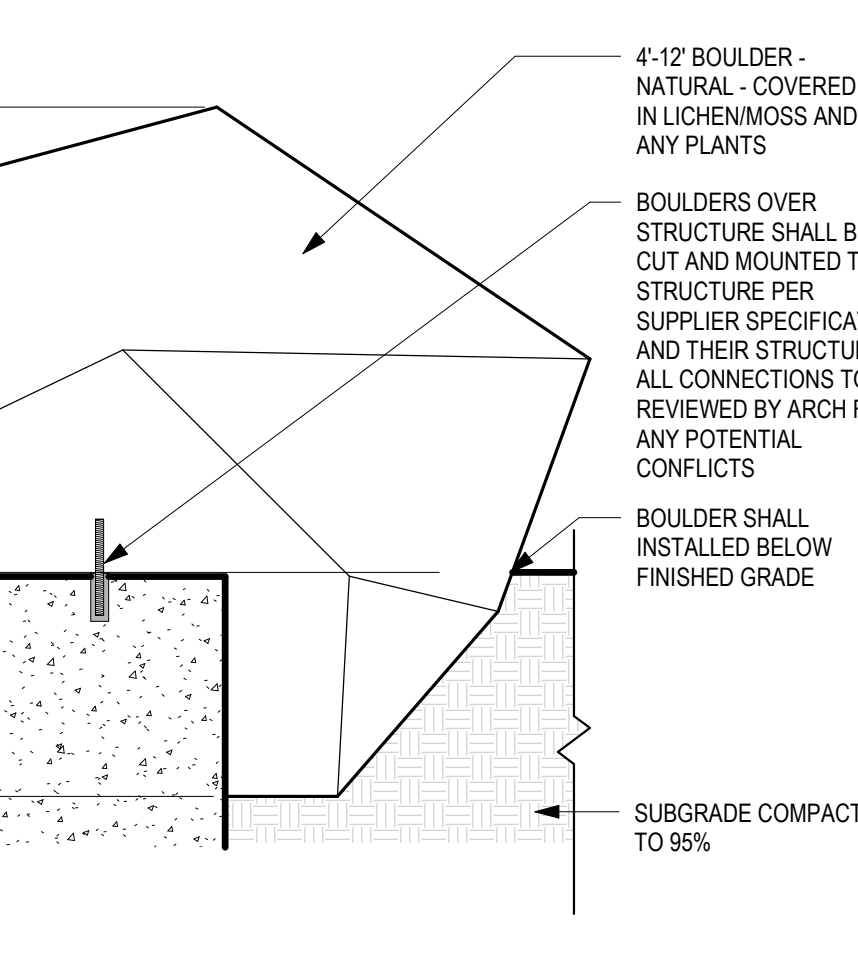 4'-12' BOULDER -
NATURAL - COVERED
IN LICHEN/MOSS AND
ANY PLANTS
BOULDERS OVER
STRUCTURE SHALL B
CUT AND MOUNTED T
STRUCTURE PER
SUPPLIER SPECIFICAT
AND THEIR STRUCTU
ALL CONNECTIONS TO
REVIEWED BY ARCH F
ANY POTENTIAL
CONFLICTS
BOULDER SHALL
INSTALLED BELOW
FINISHED GRADE
SUBGRADE COMPACT
TO 95%